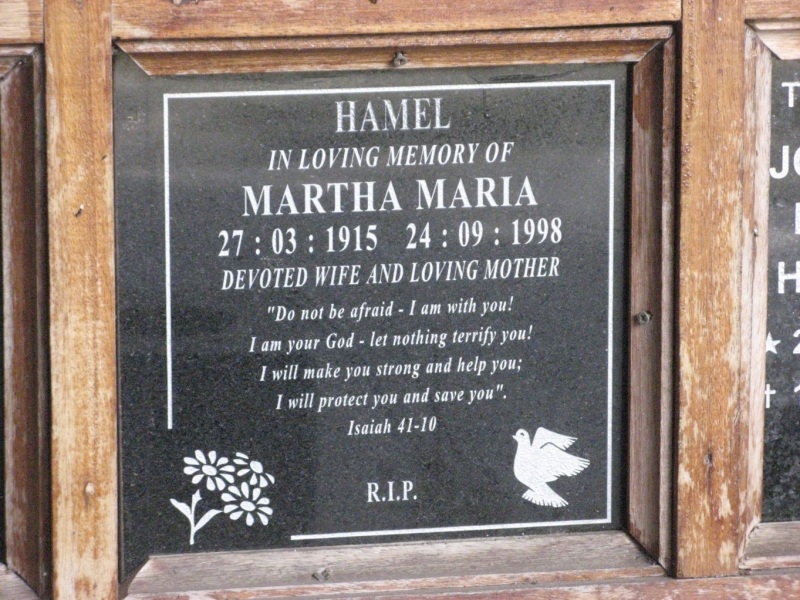 HAMEL
IN LOVING MEMORY OF
MARTHA MARIA
27 : 03 : 1915 24 : 09 : 1998
DEVOTED WIFE AND LOVING MOTHER
"Do not be afraid - I am with you!
I am your God - let nothing terrify you!
I will make you strong and help you;
I will protect you and save you".
Isaiah 41-10
R.I.P.